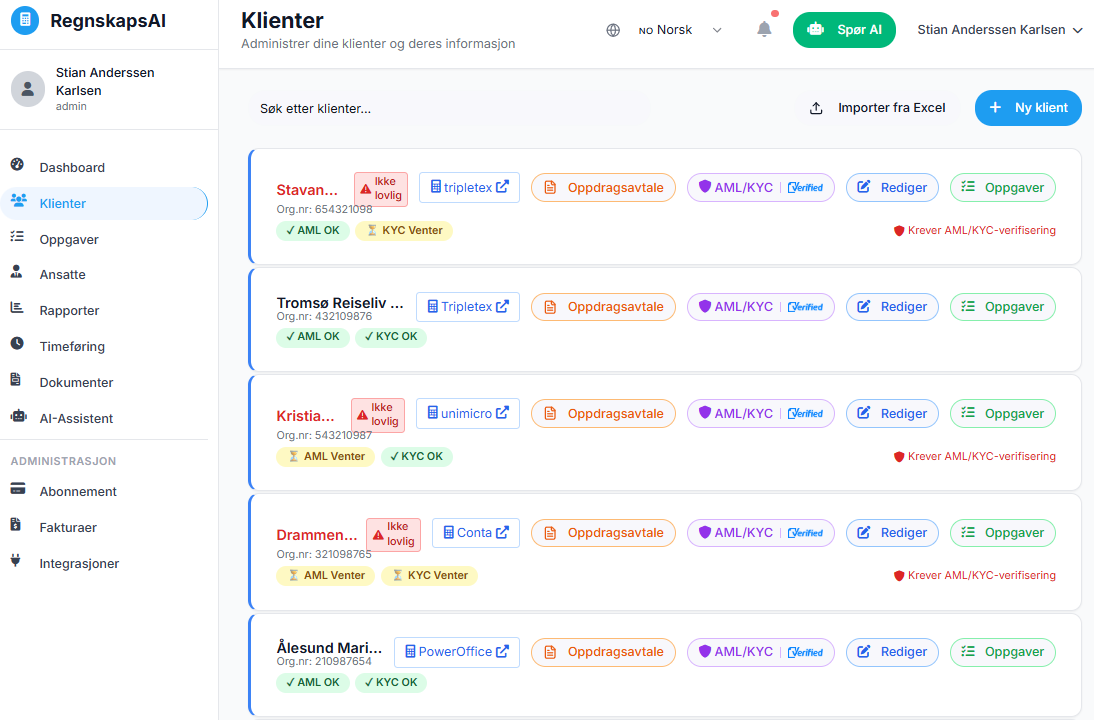 RegnskapsAI
Klienter
Administrer dine klienter og deres informasjon
NO Norsk
Spør AI
Stian Anderssen Karlsen
Stian Anderssen
Karlsen
admin
Dashboard
Klienter
Oppgaver
Ansatte
Rapporter
Timeføring
Dokumenter
AI-Assistent
ADMINISTRASJON
Abonnement
Fakturaer
Integrasjoner
Søk etter klienter...
Importer fra Excel
Ny klient
Stavan...
Ikke
lovlig
tripletex
Oppdragsavtale
AML/KYC
Verified
Rediger
Oppgaver
Org.nr: 654321098
✓ AML OK
⏳ KYC Venter
Krever AML/KYC-verifisering
Tromsø Reiseliv ...
Tripletex
Oppdragsavtale
AML/KYC
Verified
Rediger
Oppgaver
Org.nr: 432109876
✓ AML OK
✓ KYC OK
Kristia...
Ikke
lovlig
unimicro
Oppdragsavtale
AML/KYC
Verified
Rediger
Oppgaver
Org.nr: 543210987
⏳ AML Venter
✓ KYC OK
Krever AML/KYC-verifisering
Drammen...
Ikke
lovlig
Conta
Oppdragsavtale
AML/KYC
Verified
Rediger
Oppgaver
Org.nr: 321098765
⏳ AML Venter
⏳ KYC Venter
Krever AML/KYC-verifisering
Ålesund Mari...
PowerOffice
Oppdragsavtale
AML/KYC
Verified
Rediger
Oppgaver
Org.nr: 210987654
✓ AML OK
✓ KYC OK